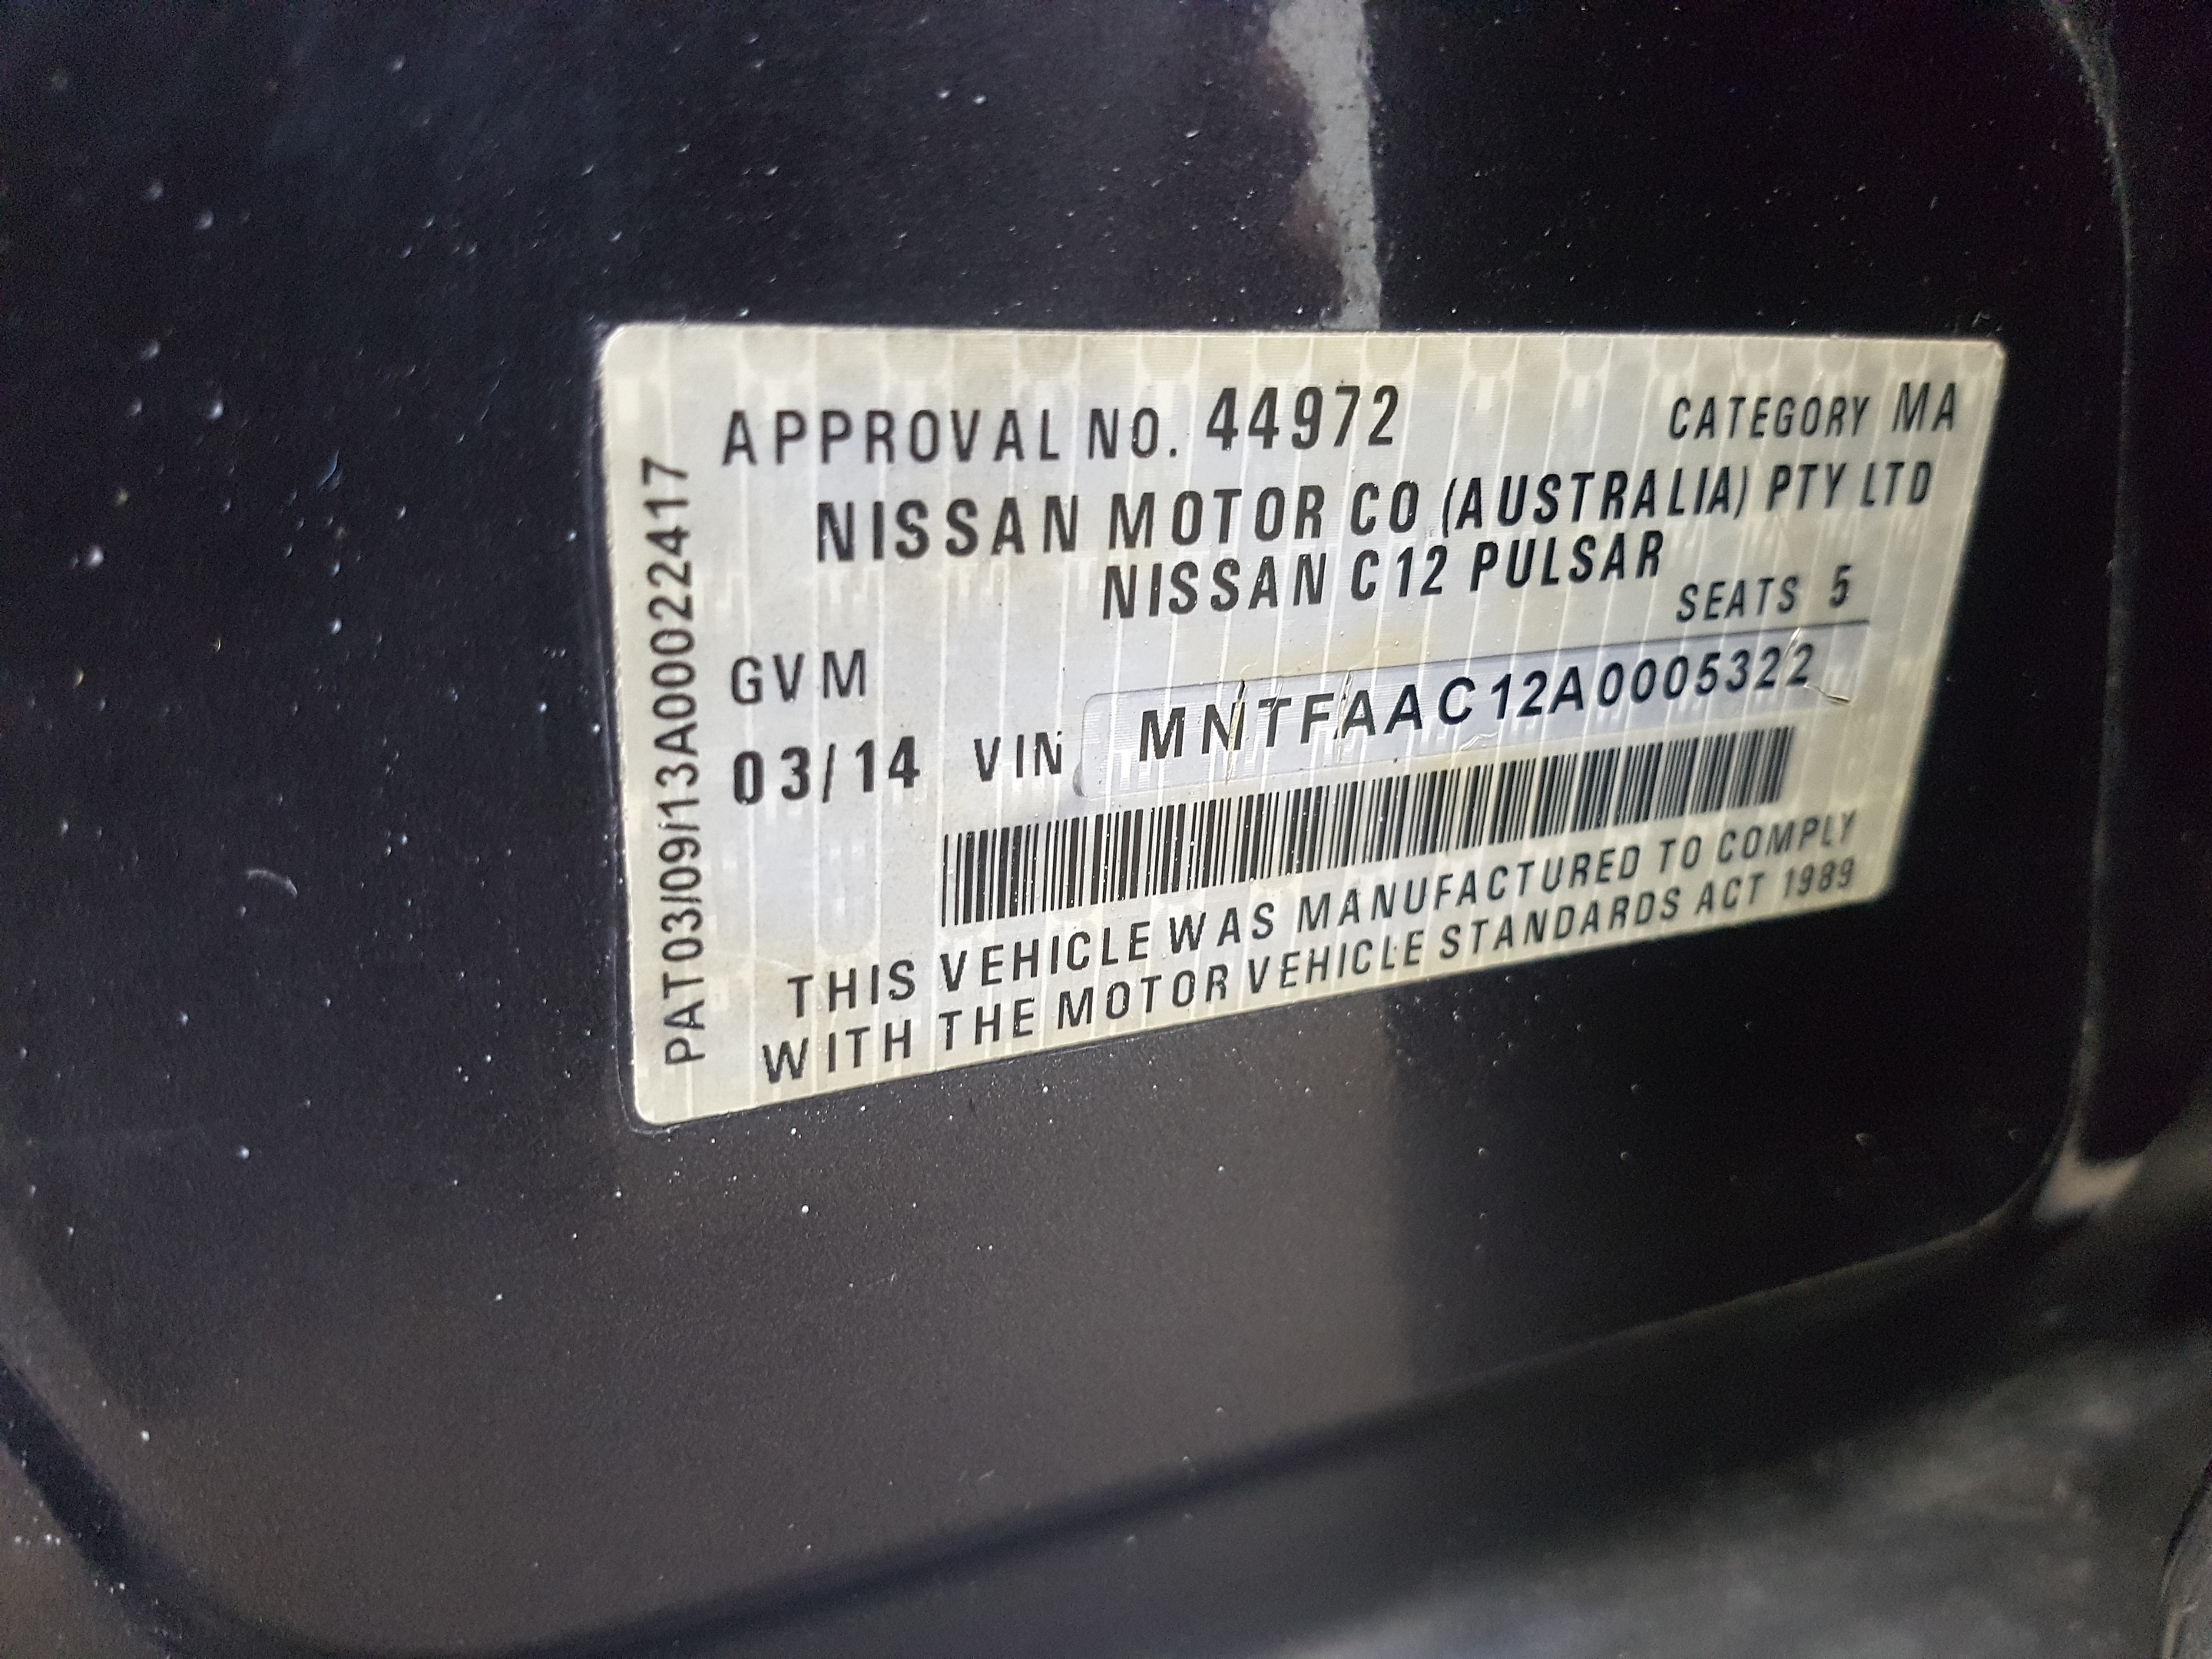 APPROVAL NO. 44972 CATEGORY MA
NISSAN MOTOR CO (AUSTRALIA) PTY LTD
NISSAN C12 PULSAR
SEATS 5
GVM
03/14 VIN MNTFAAC12A0005322
THIS VEHICLE WAS MANUFACTURED TO COMPLY
WITH THE MOTOR VEHICLE STANDARDS ACT 1989
PAT03/09/13A00022417